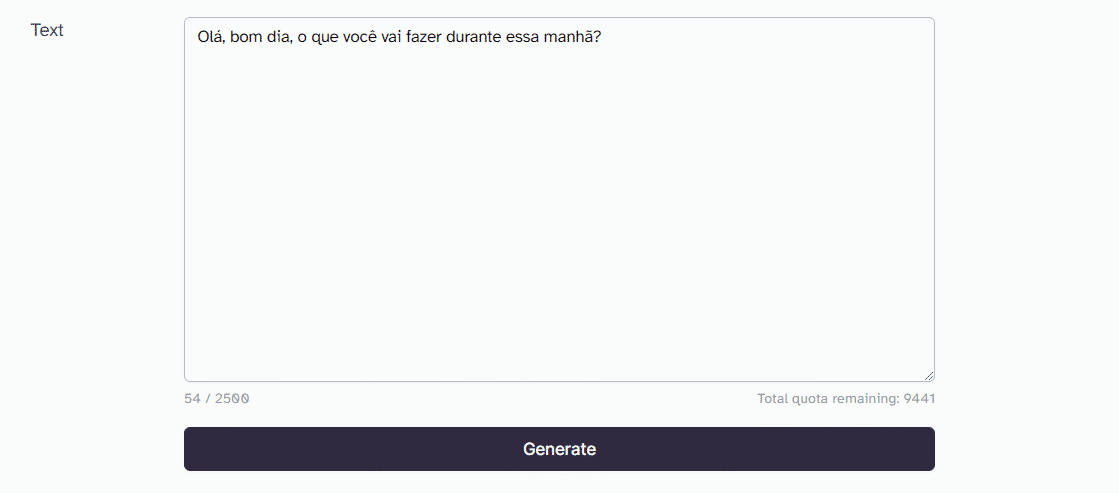 Text
Olá, bom dia, o que você vai fazer durante essa manhã?
54 / 2500
Total quota remaining: 9441
Generate